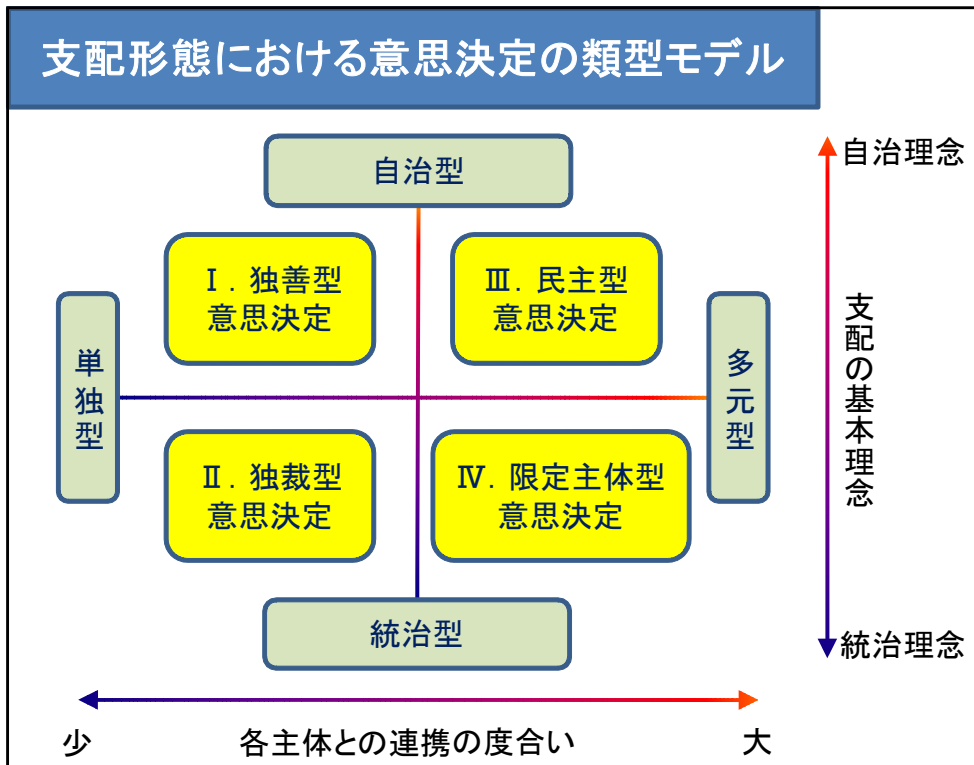 支配形態における意思決定の類型モデル
自治型
自治理念
Ⅰ．独善型
意思決定
Ⅲ．民主型
意思決定
単独型
多元型
支配の基本理念
Ⅱ．独裁型
意思決定
Ⅳ．限定主体型
意思決定
統治型
統治理念
少
各主体との連携の度合い
大